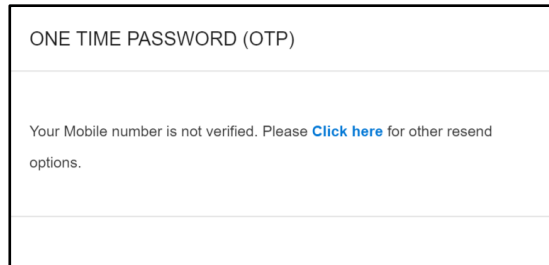 ONE TIME PASSWORD (OTP)
Your Mobile number is not verified. Please Click here for other resend
options.